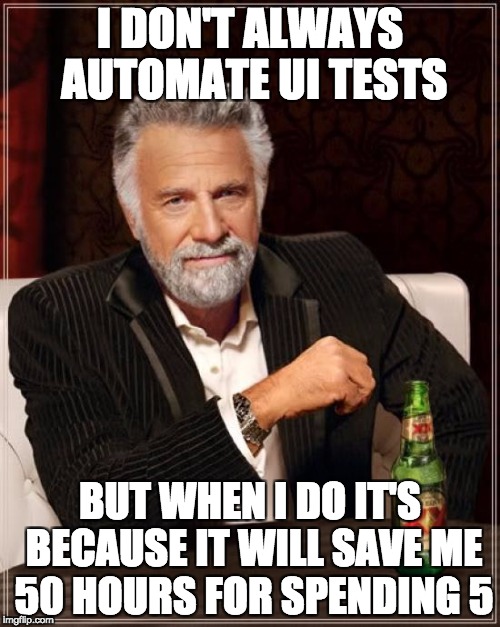 I DON'T ALWAYS
AUTOMATE UI TESTS
XX
BUT WHEN I DO IT'S
BECAUSE IT WILL SAVE ME
50 HOURS FOR SPENDING 5
imgflip.com